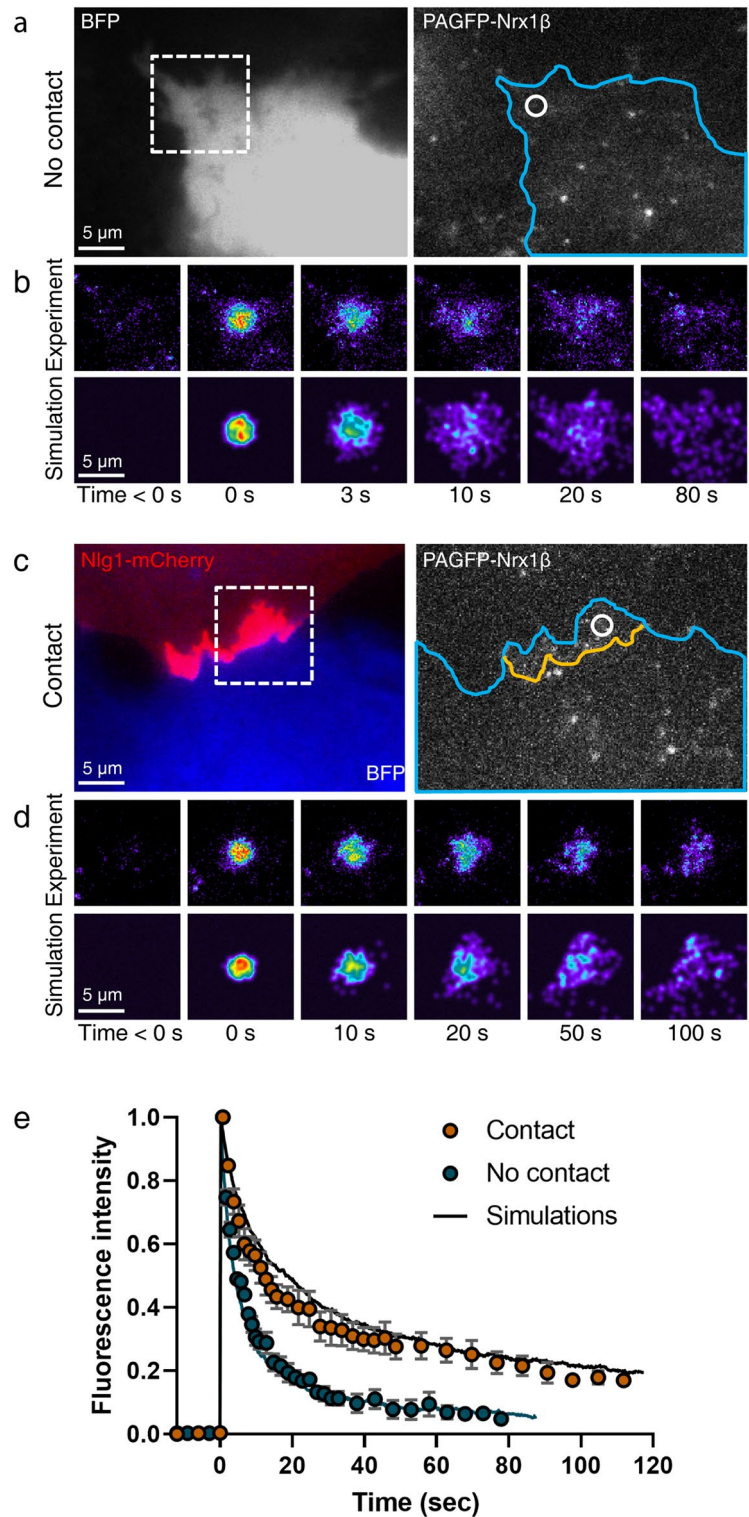 a
BFP
PAGFP-Nrx1β
No contact
5 μm
b
Experiment
Simulation
5 μm
Time < 0 s
0 s
3 s
10 s
20 s
80 s
c
Nlg1-mCherry
PAGFP-Nrx1β
Contact
5 μm
BFP
d
Experiment
Simulation
5 μm
Time < 0 s
0 s
10 s
20 s
50 s
100 s
e
Fluorescence intensity
1.0
0.8
0.6
0.4
0.2
0.0
Contact
No contact
Simulations
0
20
40
60
80
100
120
Time (sec)